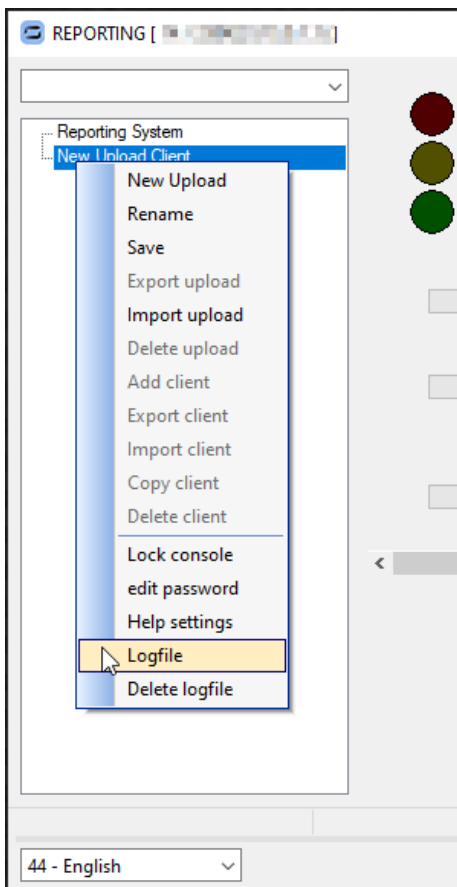 REPORTING [ ]
Reporting System
New Upload Client
New Upload
Rename
Save
Export upload
Import upload
Delete upload
Add client
Export client
Import client
Copy client
Delete client
Lock console
edit password
Help settings
Logfile
Delete logfile
44 - English